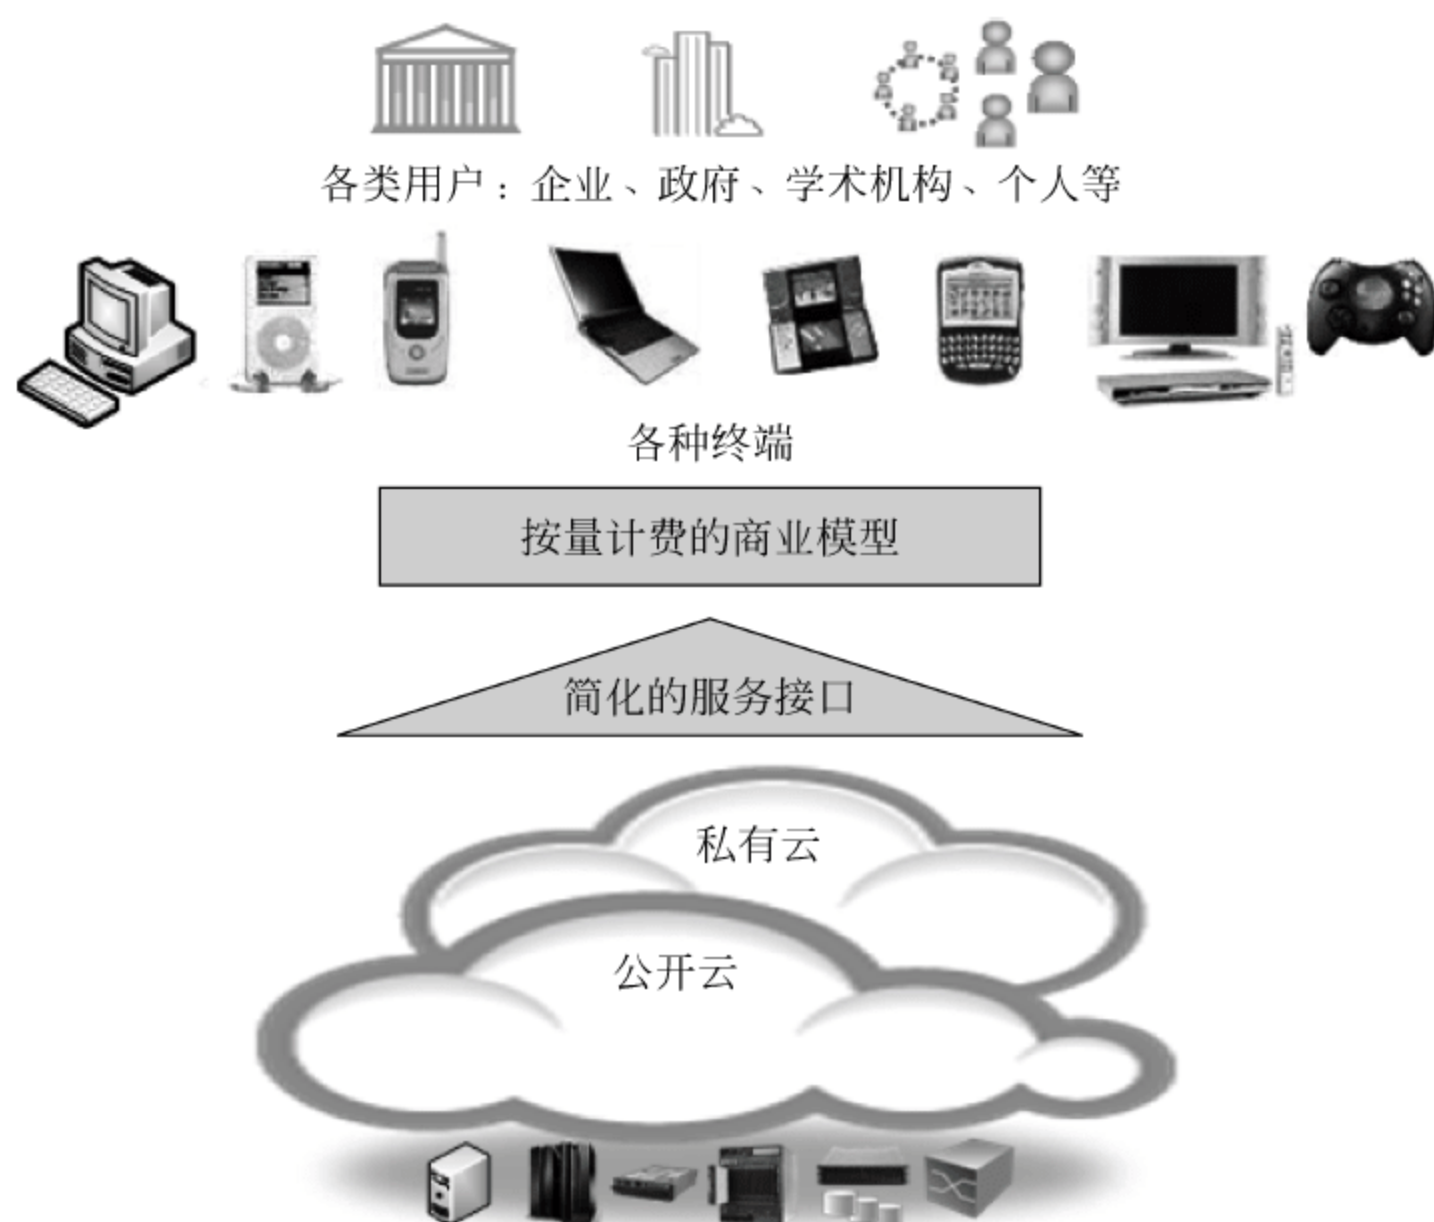 各类用户：企业、政府、学术机构、个人等
各种终端
按量计费的商业模型
简化的服务接口
私有云
公开云